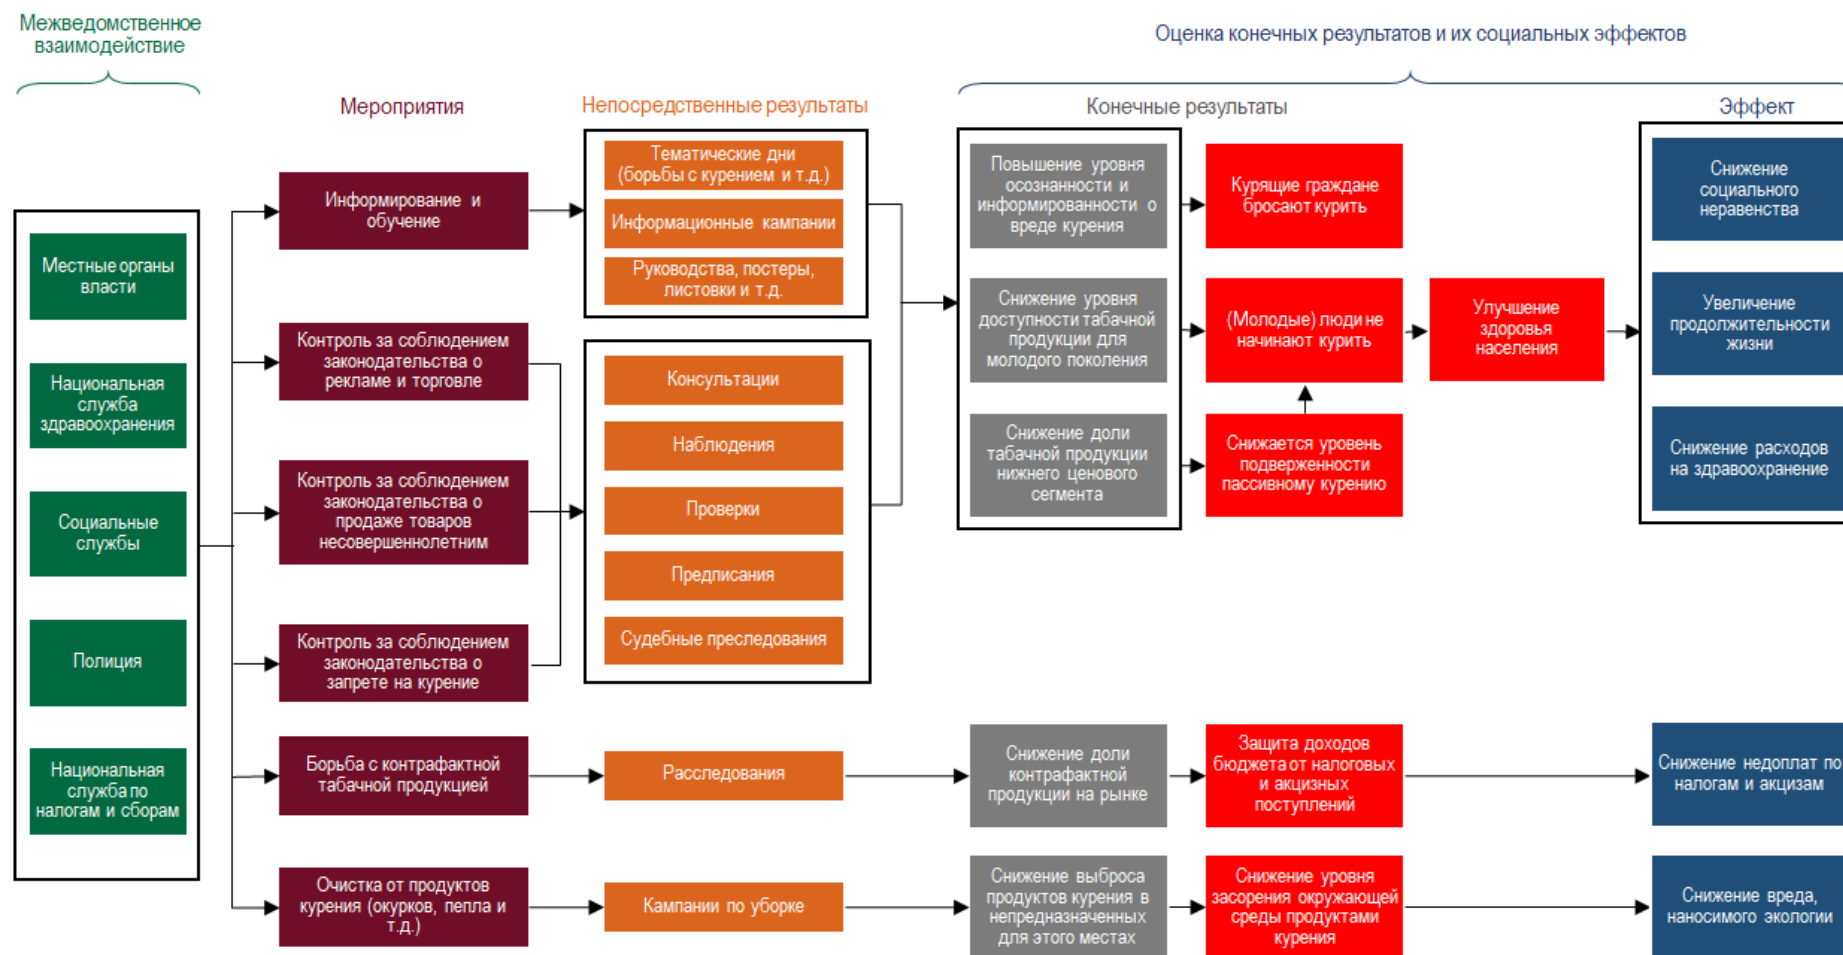 Межведомственное
взаимодействие
Оценка конечных результатов и их социальных эффектов
Мероприятия
Непосредственные результаты
Конечные результаты
Эффект
Местные органы
власти
Национальная
служба
здравоохранения
Социальные
службы
Полиция
Национальная
служба по
налогам и сборам
Информирование и
обучение
Контроль за соблюдением
законодательства о
рекламе и торговле
Контроль за соблюдением
законодательства о
продаже товаров
несовершеннолетним
Контроль за соблюдением
законодательства о
запрете на курение
Борьба с контрафактной
табачной продукцией
Очистка от продуктов
курения (окурков, пепла и
т.д.)
Тематические дни
(борьбы с курением и т.д.)
Информационные кампании
Руководства, постеры,
листовки и т.д.
Консультации
Наблюдения
Проверки
Предписания
Судебные преследования
Расследования
Кампании по уборке
Повышение уровня
осознанности и
информированности о
вреде курения
Снижение уровня
доступности табачной
продукции для
молодого поколения
Снижение доли
табачной продукции
нижнего ценового
сегмента
Снижение доли
контрафактной
продукции на рынке
Снижение выброса
продуктов курения в
непредназначенных
для этого местах
Курящие граждане
бросают курить
(Молодые) люди не
начинают курить
Снижается уровень
подверженности
пассивному курению
Защита доходов
бюджета от налоговых
и акцизных
поступлений
Снижение уровня
засорения окружающей
среды продуктами
курения
Улучшение
здоровья
населения
Снижение
социального
неравенства
Увеличение
продолжительности
жизни
Снижение расходов
на здравоохранение
Снижение недоплат по
налогам и акцизам
Снижение вреда,
наносимого экологии